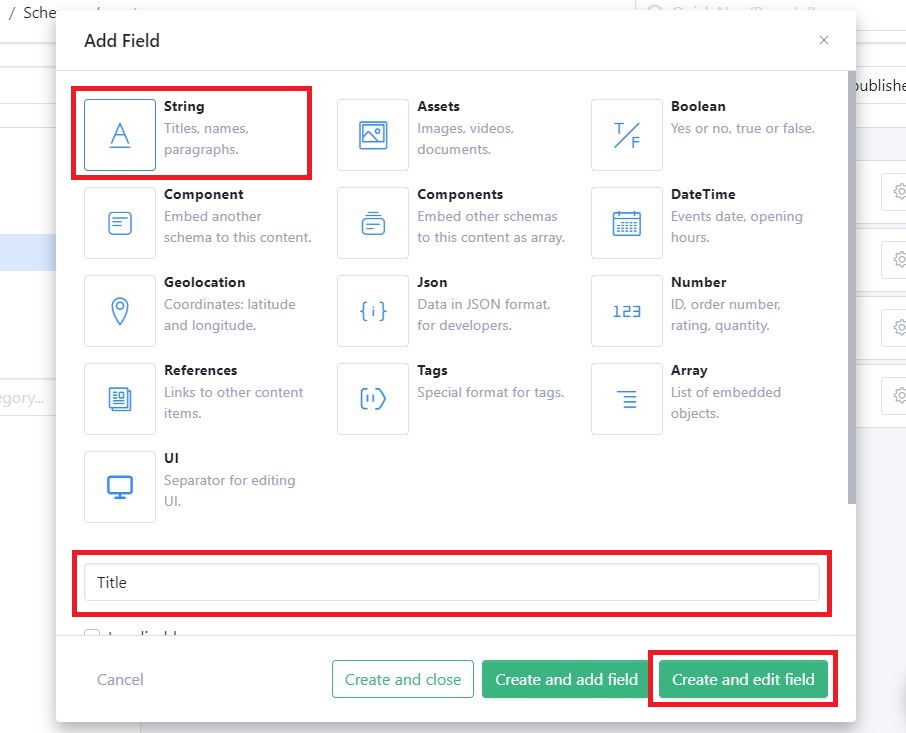 / Sche
Add Field
×
publishe
String
Titles, names,
paragraphs.
Assets
Images, videos,
documents.
Boolean
Yes or no, true or false.
T/F
Component
Embed another
schema to this content.
Components
Embed other schemas
to this content as array.
DateTime
Events date, opening
hours.
Geolocation
Coordinates: latitude
and longitude.
{i}
Json
Data in JSON format,
for developers.
123
Number
ID, order number,
rating, quantity.
References
Links to other content
items.
Tags
Special format for tags.
Array
List of embedded
objects.
egory...
UI
Separator for editing
UI.
Title
Cancel
Create and close
Create and add field
Create and edit field